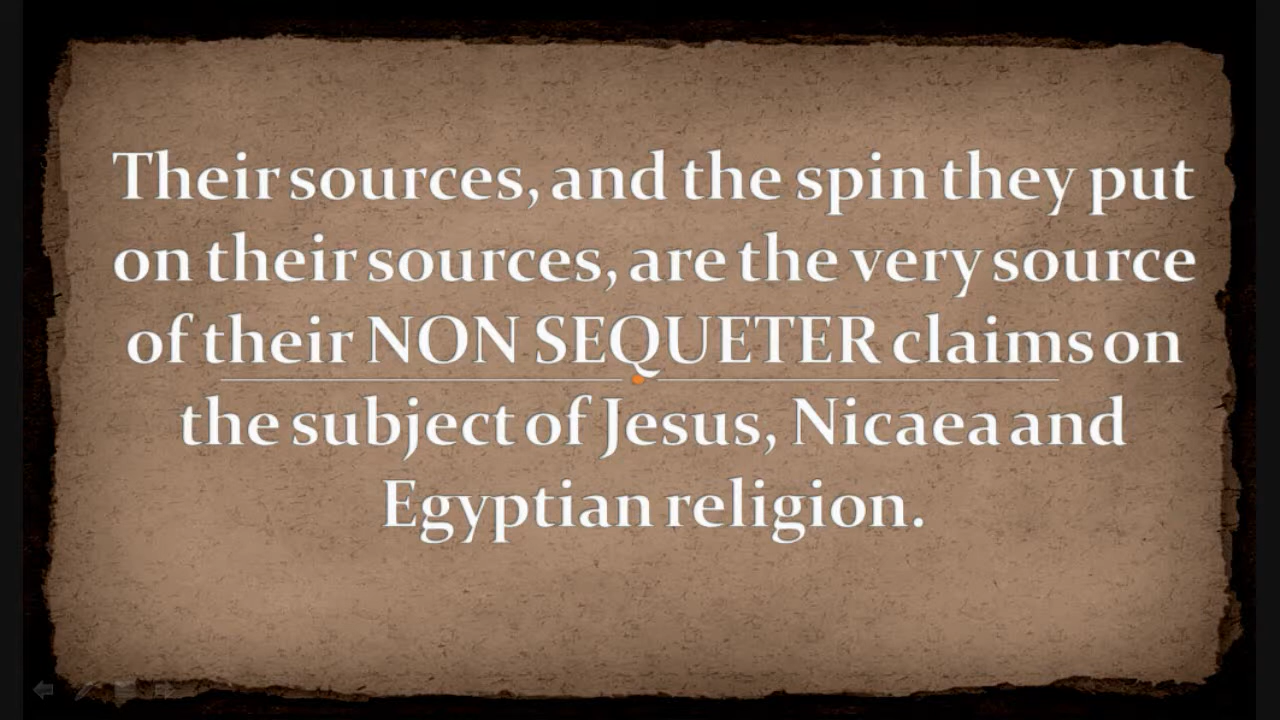 Their sources, and the spin they put
on their sources, are the very source
of their NON SEQUETER claims on
the subject of Jesus, Nicaea and
Egyptian religion.